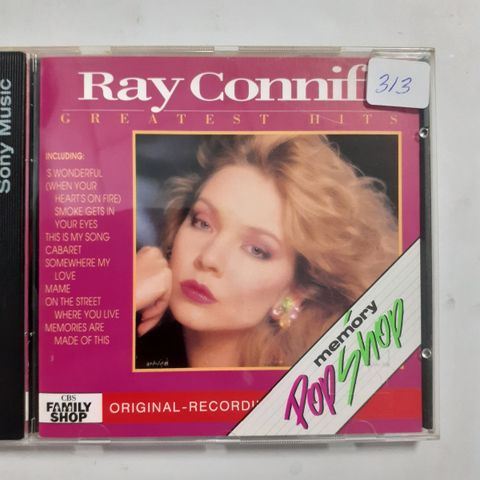 Sony Music
Ray Conniff
313
GREATEST HITS
INCLUDING:
'S WONDERFUL
(WHEN YOUR
HEART'S ON FIRE)
SMOKE GETS IN
YOUR EYES
THIS IS MY SONG
CABARET
SOMEWHERE MY
LOVE
MAME
ON THE STREET
WHERE YOU LIVE
MEMORIES ARE
MADE OF THIS
memory
Pop Shop
CBS
FAMILY
SHOP
ORIGINAL-RECORDI